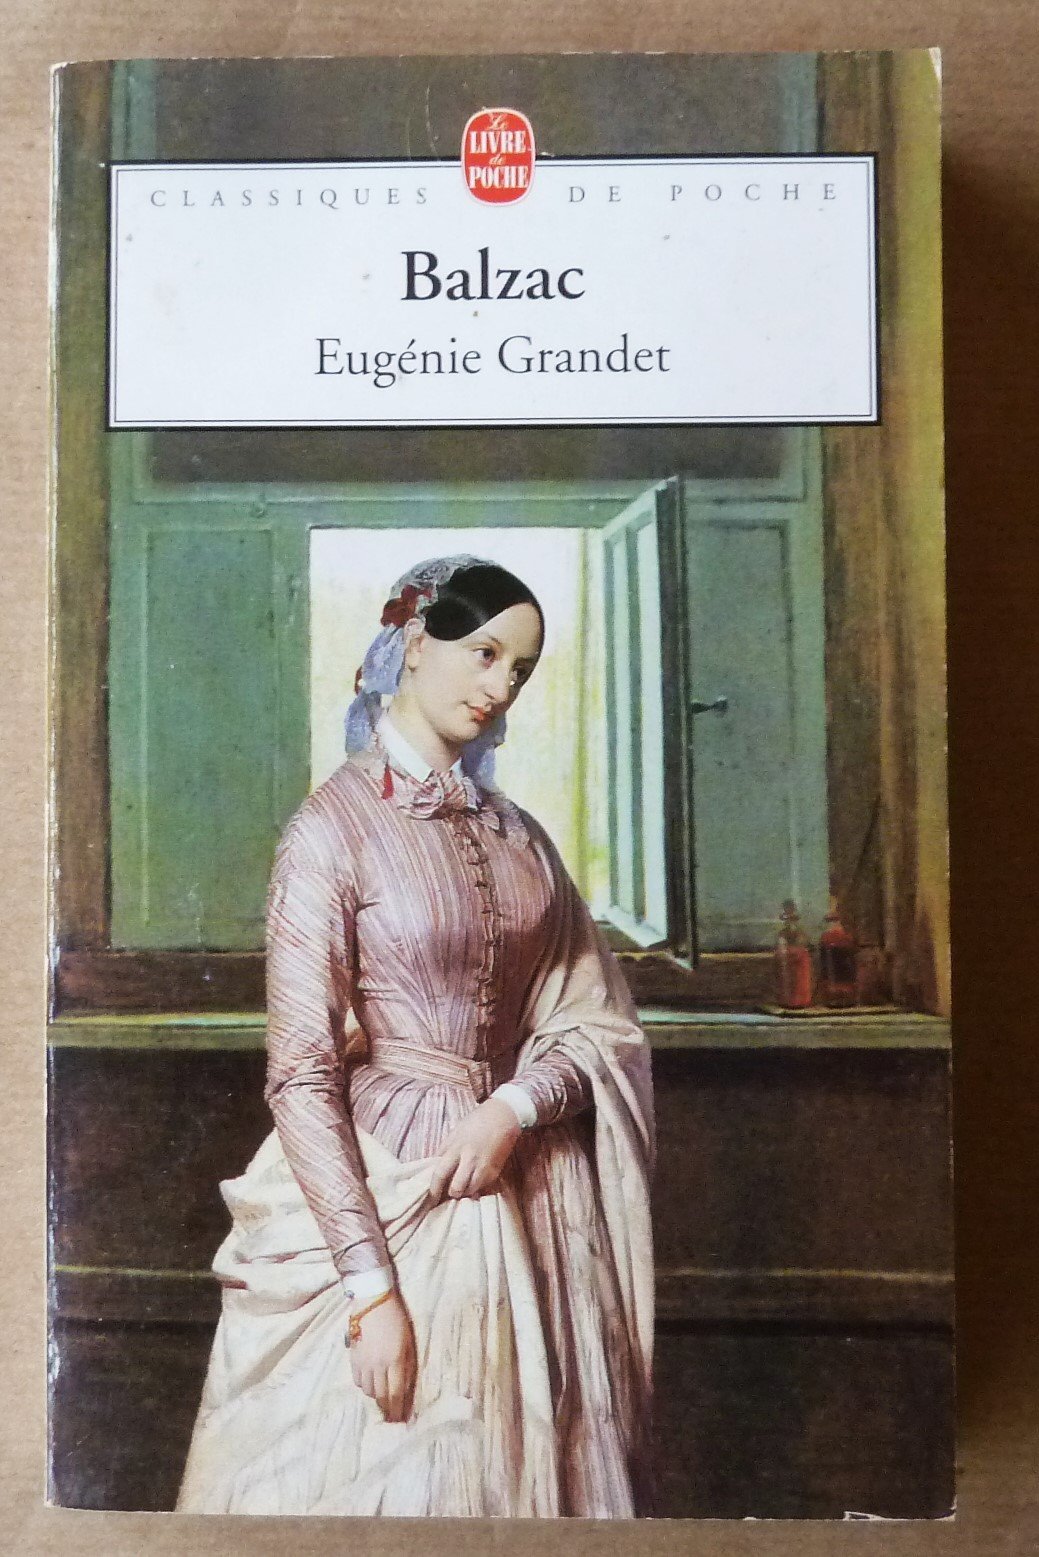 Le
LIVRE
de
POCHE
CLASSIQUES DE POCHE
Balzac
Eugénie Grandet